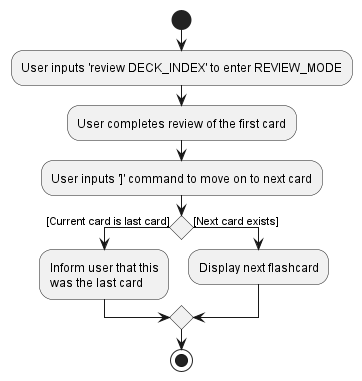 User inputs 'review DECK_INDEX' to enter REVIEW_MODE
User completes review of the first card
User inputs ']' command to move on to next card
[Current card is last card]
[Next card exists]
Inform user that this
was the last card
Display next flashcard